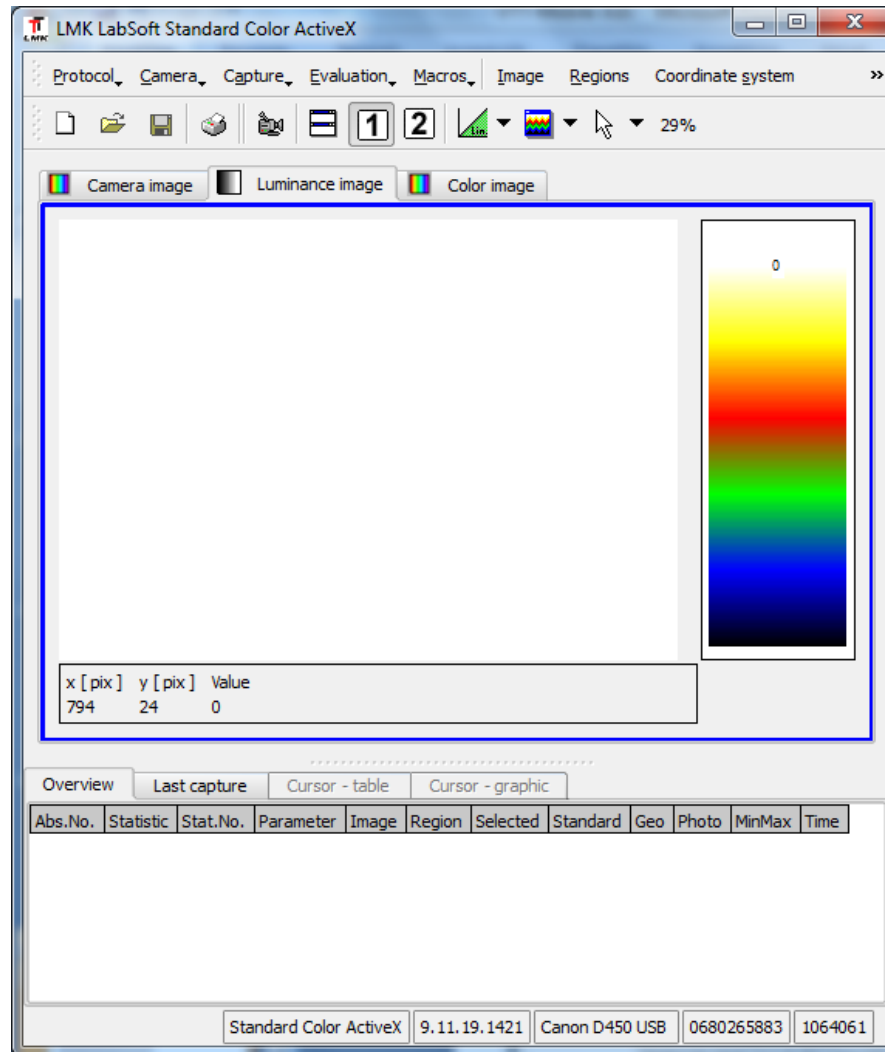 TT
LMK
LMK LabSoft Standard Color ActiveX
Protocol Camera Capture Evaluation Macros Image Regions Coordinate system »
1 2 Lin. 29%
Camera image Luminance image Color image
0
x [ pix ] y [ pix ] Value
794 24 0
Overview Last capture Cursor - table Cursor - graphic
Abs.No. Statistic Stat.No. Parameter Image Region Selected Standard Geo Photo MinMax Time
Standard Color ActiveX 9.11.19.1421 Canon D450 USB 0680265883 1064061